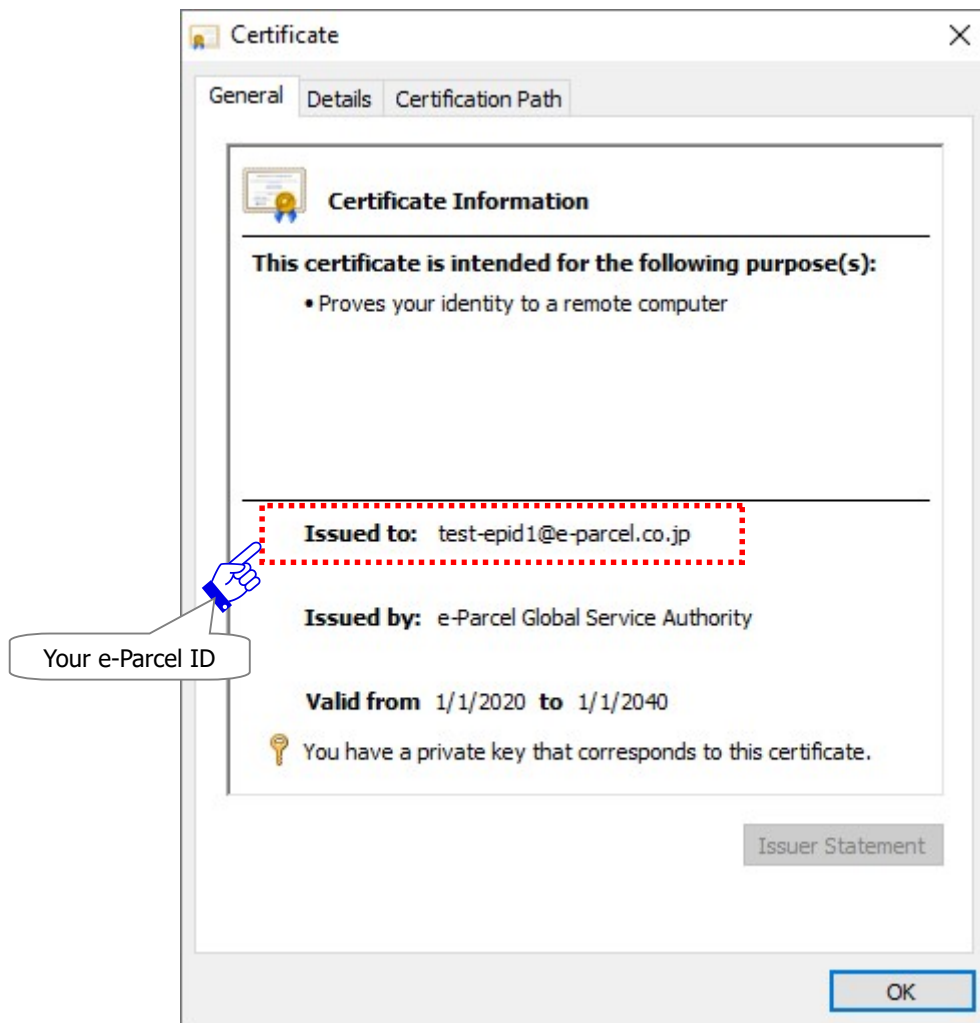 Certificate
General Details Certification Path
Certificate Information
This certificate is intended for the following purpose(s):
• Proves your identity to a remote computer
Issued to: test-epid1@e-parcel.co.jp
Issued by: e-Parcel Global Service Authority
Your e-Parcel ID
Valid from 1/1/2020 to 1/1/2040
You have a private key that corresponds to this certificate.
Issuer Statement
OK